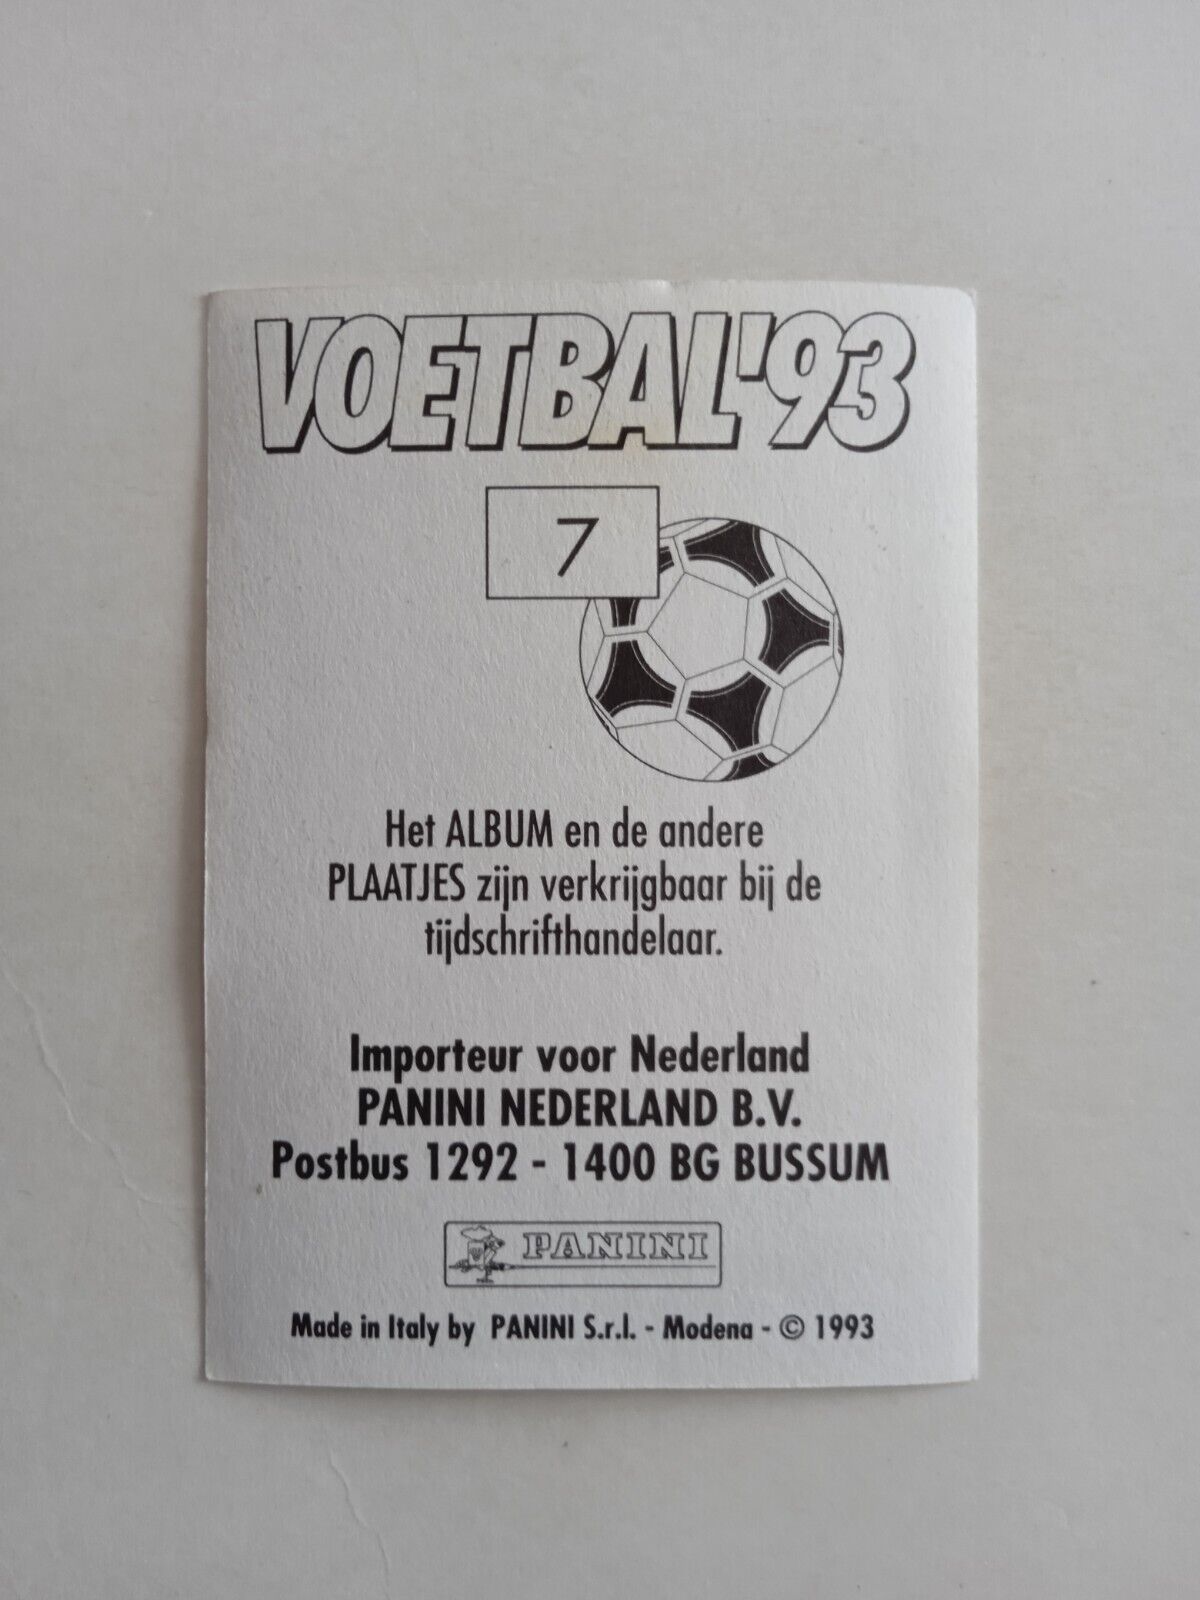 VOETBAL '93
7
Het ALBUM en de andere
PLAATJES zijn verkrijgbaar bij de
tijdschrifthandelaar.
Importeur voor Nederland
PANINI NEDERLAND B.V.
Postbus 1292 - 1400 BG BUSSUM
PANINI
Made in Italy by PANINI S.r.l. - Modena - © 1993